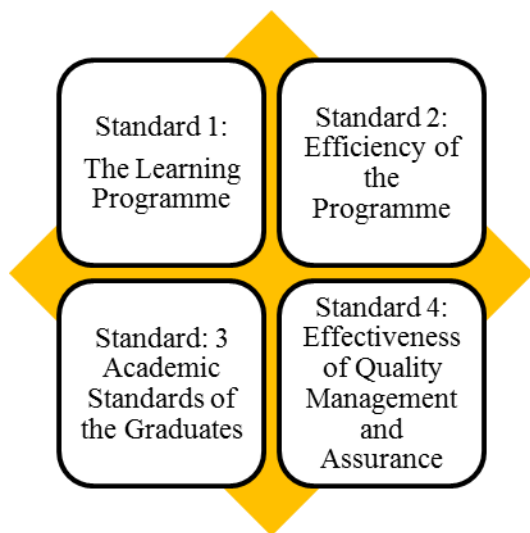 Standard 1:
The Learning
Programme
Standard 2:
Efficiency of
the
Programme
Standard: 3
Academic
Standards of
the Graduates
Standard 4:
Effectiveness
of Quality
Management
and
Assurance